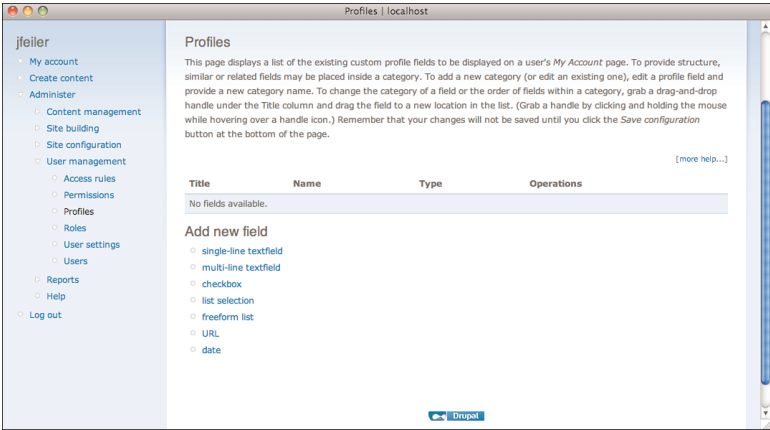 Profiles | localhost
jfeiler
My account
Create content
Administer
Content management
Site building
Site configuration
User management
Access rules
Permissions
Profiles
Roles
User settings
Users
Reports
Help
Log out
Profiles
This page displays a list of the existing custom profile fields to be displayed on a user's My Account page. To provide structure,
similar or related fields may be placed inside a category. To add a new category (or edit an existing one), edit a profile field and
provide a new category name. To change the category of a field or the order of fields within a category, grab a drag-and-drop
handle under the Title column and drag the field to a new location in the list. (Grab a handle by clicking and holding the mouse
while hovering over a handle icon.) Remember that your changes will not be saved until you click the Save configuration
button at the bottom of the page.
[more help...]
Title Name Type Operations
No fields available.
Add new field
single-line textfield
multi-line textfield
checkbox
list selection
freeform list
URL
date
Drupal